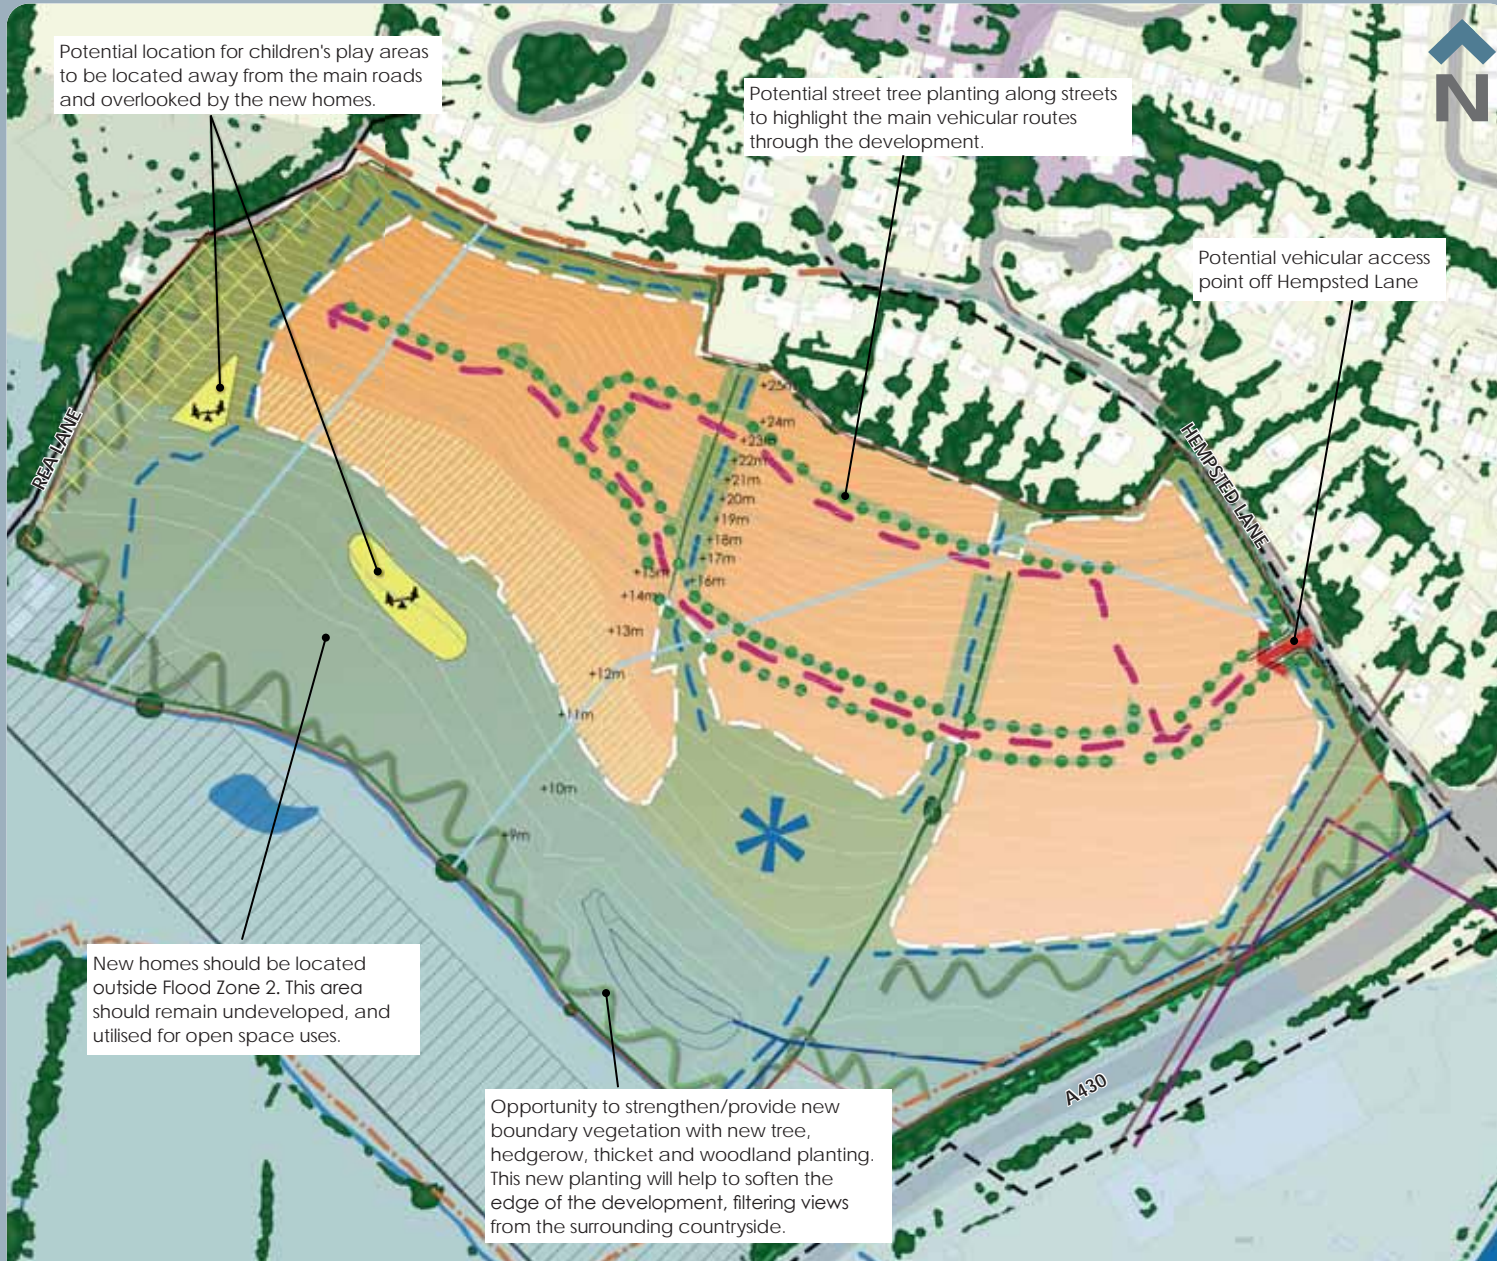 Potential location for children's play areas
to be located away from the main roads
and overlooked by the new homes.
N
Potential street tree planting along streets
to highlight the main vehicular routes
through the development.
Potential vehicular access
point off Hempsted Lane
REA LANE
HEMPSTED LANE
+25m
+24m
+23m
+22m
+21m
+20m
+19m
+18m
+17m
+16m
+15m
+14m
+13m
+12m
+11m
+10m
+9m
New homes should be located
outside Flood Zone 2. This area
should remain undeveloped, and
utilised for open space uses.
Opportunity to strengthen/provide new
boundary vegetation with new tree,
hedgerow, thicket and woodland planting.
This new planting will help to soften the
edge of the development, filtering views
from the surrounding countryside.
A430